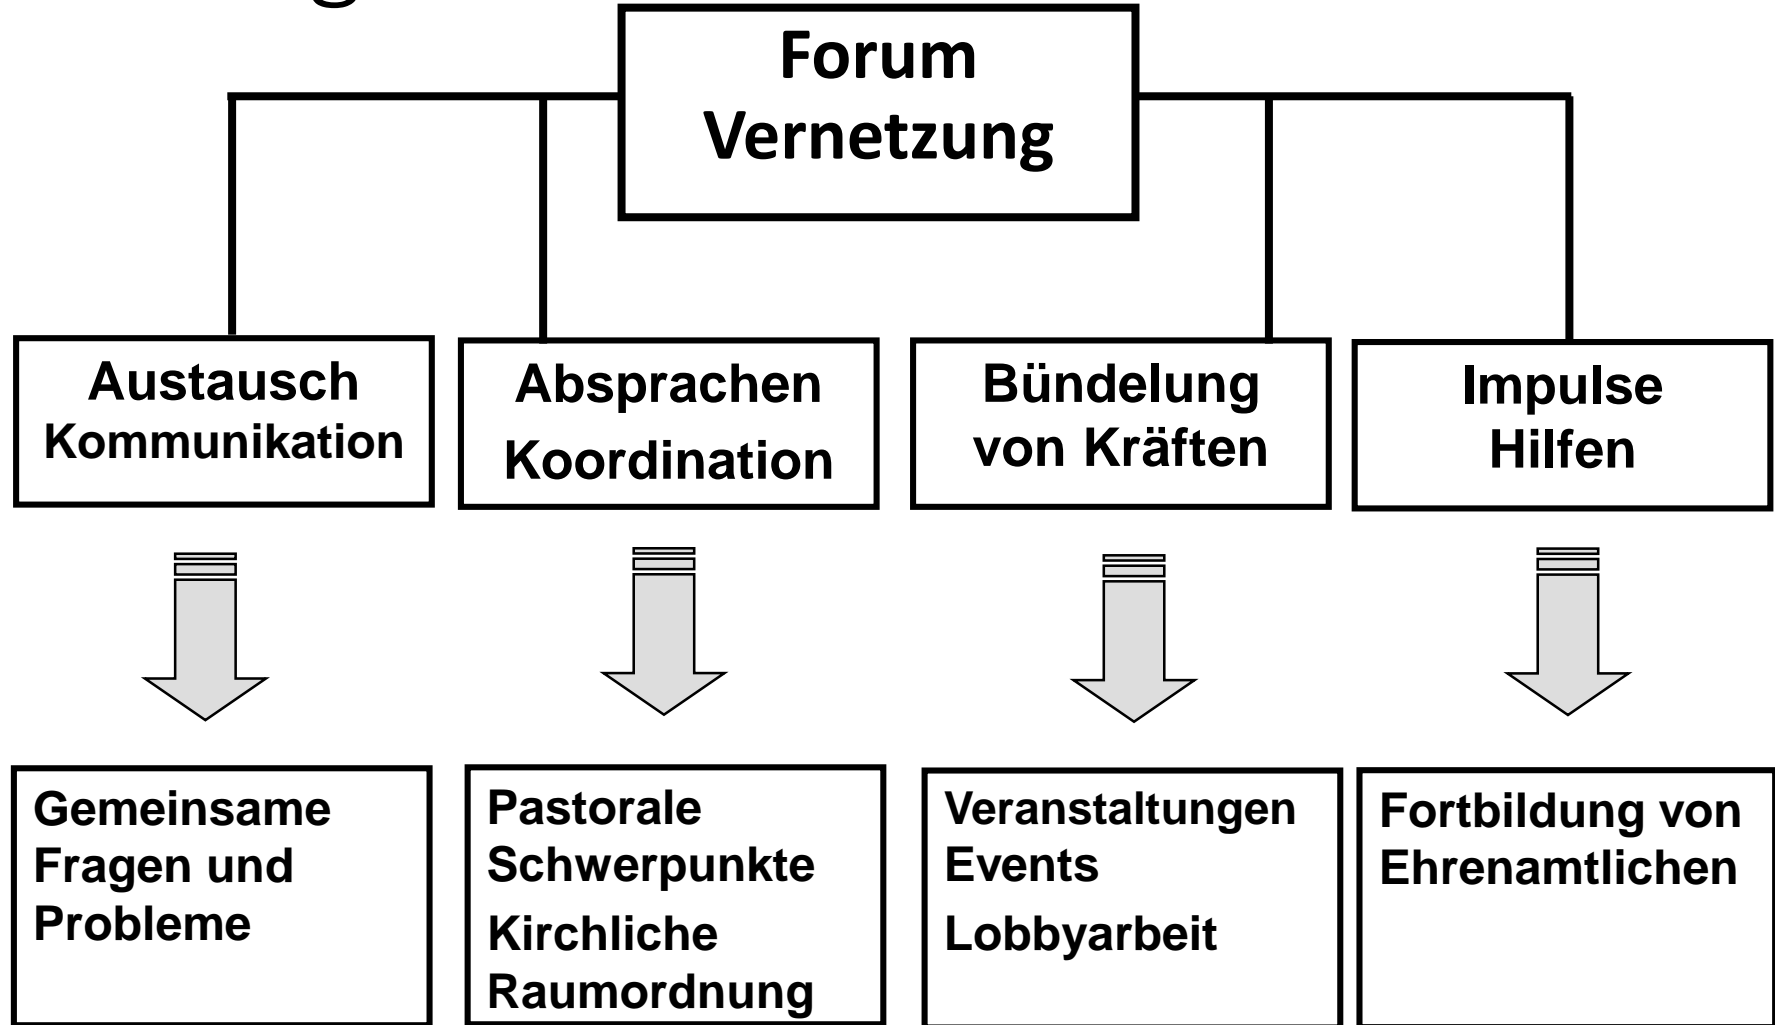 Forum
Vernetzung
Austausch
Kommunikation
Absprachen
Koordination
Bündelung
von Kräften
Impulse
Hilfen
Gemeinsame
Fragen und
Probleme
Pastorale
Schwerpunkte
Kirchliche
Raumordnung
Veranstaltungen
Events
Lobbyarbeit
Fortbildung von
Ehrenamtlichen